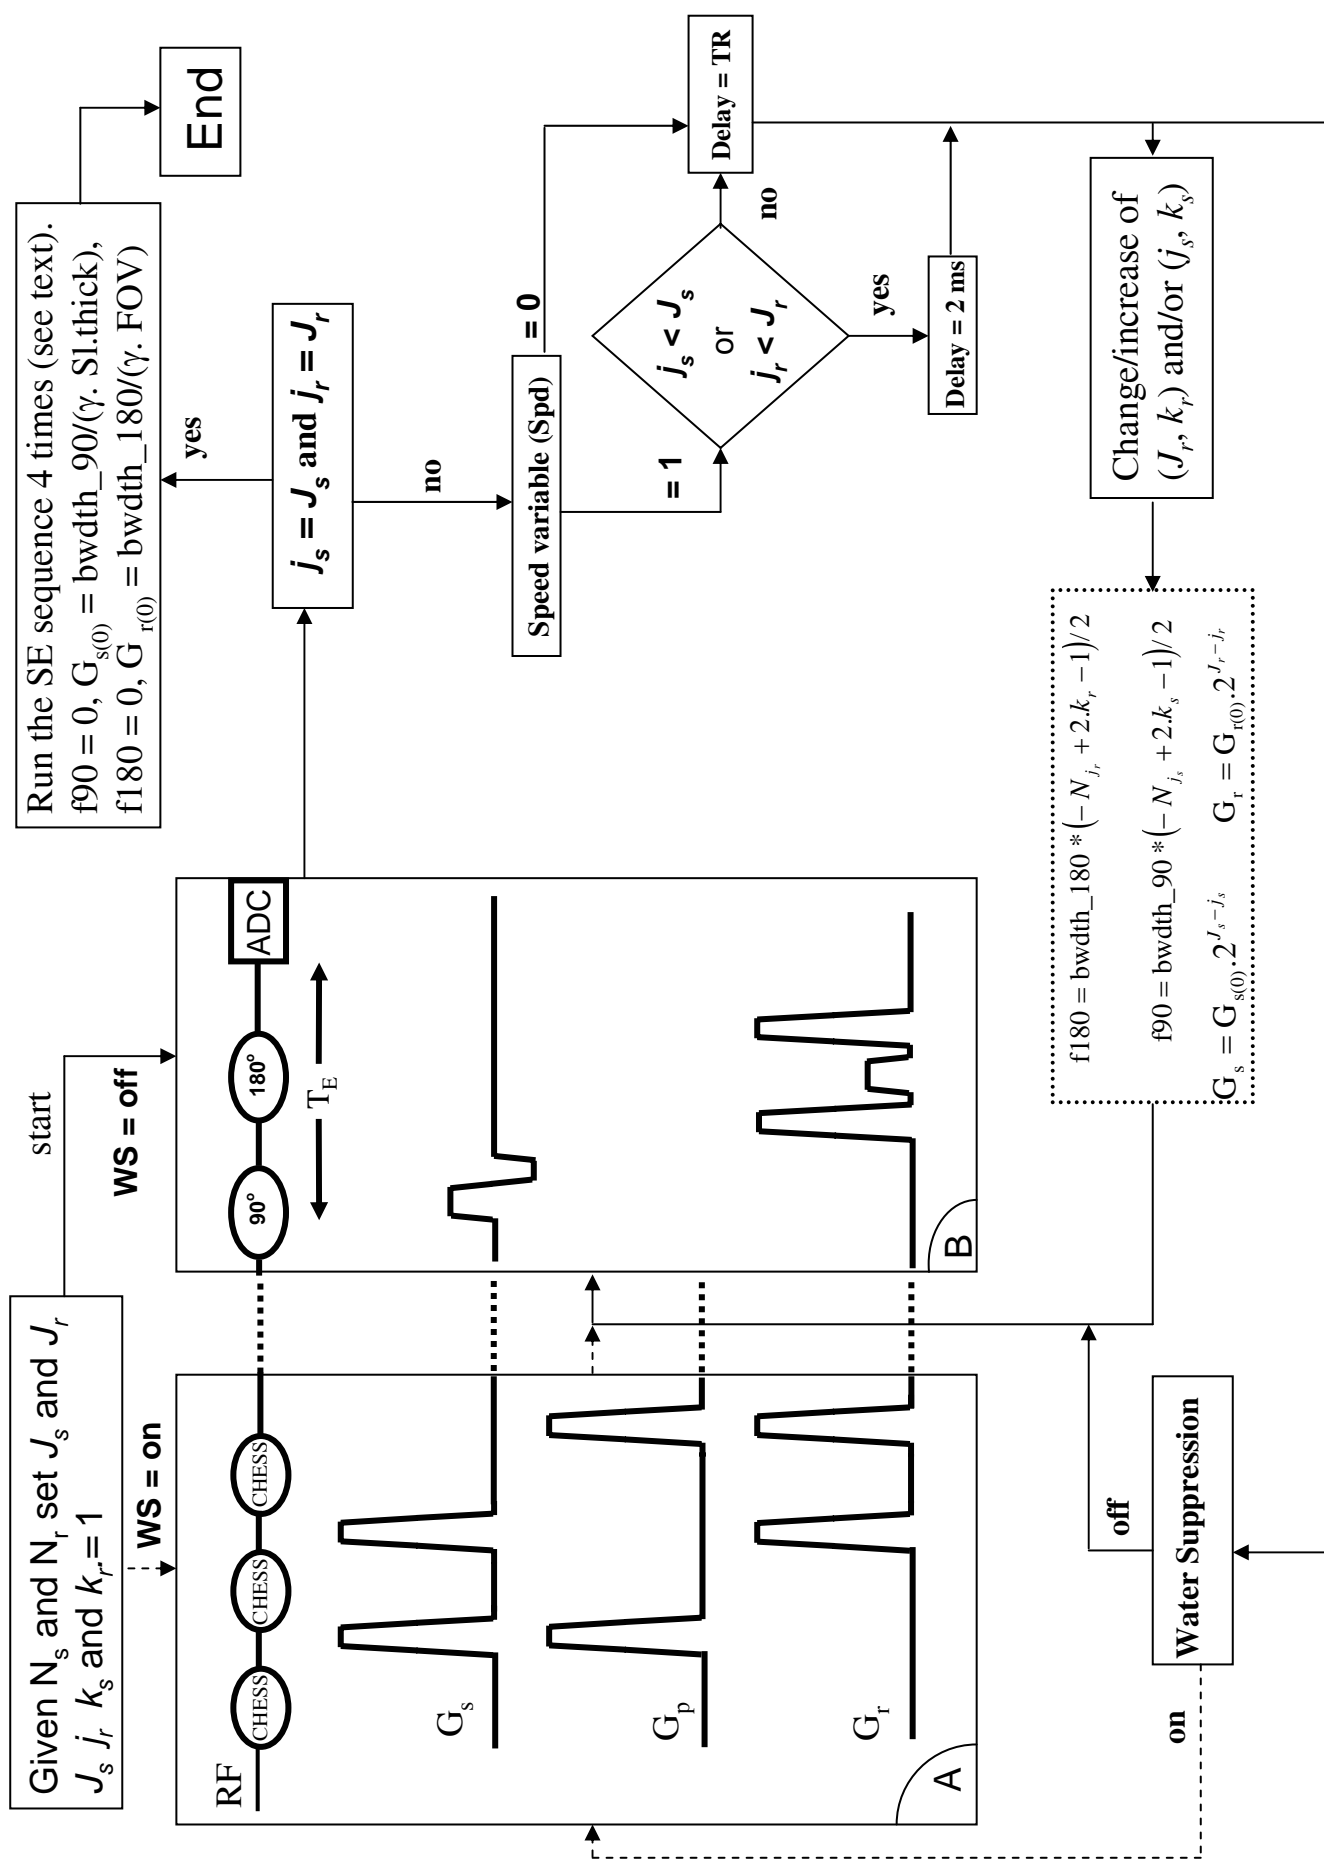 Given N_s and N_r set J_s and J_r
J_s j_r k_s and k_r = 1
start
WS = on
WS = off
RF
CHESS
CHESS
CHESS
90°
180°
ADC
T_E
G_s
G_p
G_r
A
B
Run the SE sequence 4 times (see text).
f90 = 0, G_s(0) = bwdth_90/(γ. Sl.thick),
f180 = 0, G_r(0) = bwdth_180/(γ. FOV)
End
yes
j_s = J_s and j_r = J_r
no
Speed variable (Spd)
= 0
= 1
j_s < J_s
or
j_r < J_r
no
yes
Delay = TR
Delay = 2 ms
Change/increase of
(J_r, k_r) and/or (j_s, k_s)
f180 = bwdth_180 * (− N_{j_r} + 2.k_r − 1)/ 2
f90 = bwdth_90 * (− N_{j_s} + 2.k_s − 1)/ 2
G_s = G_s(0).2^{J_s − j_s} G_r = G_r(0).2^{J_r − j_r}
off
Water Suppression
on